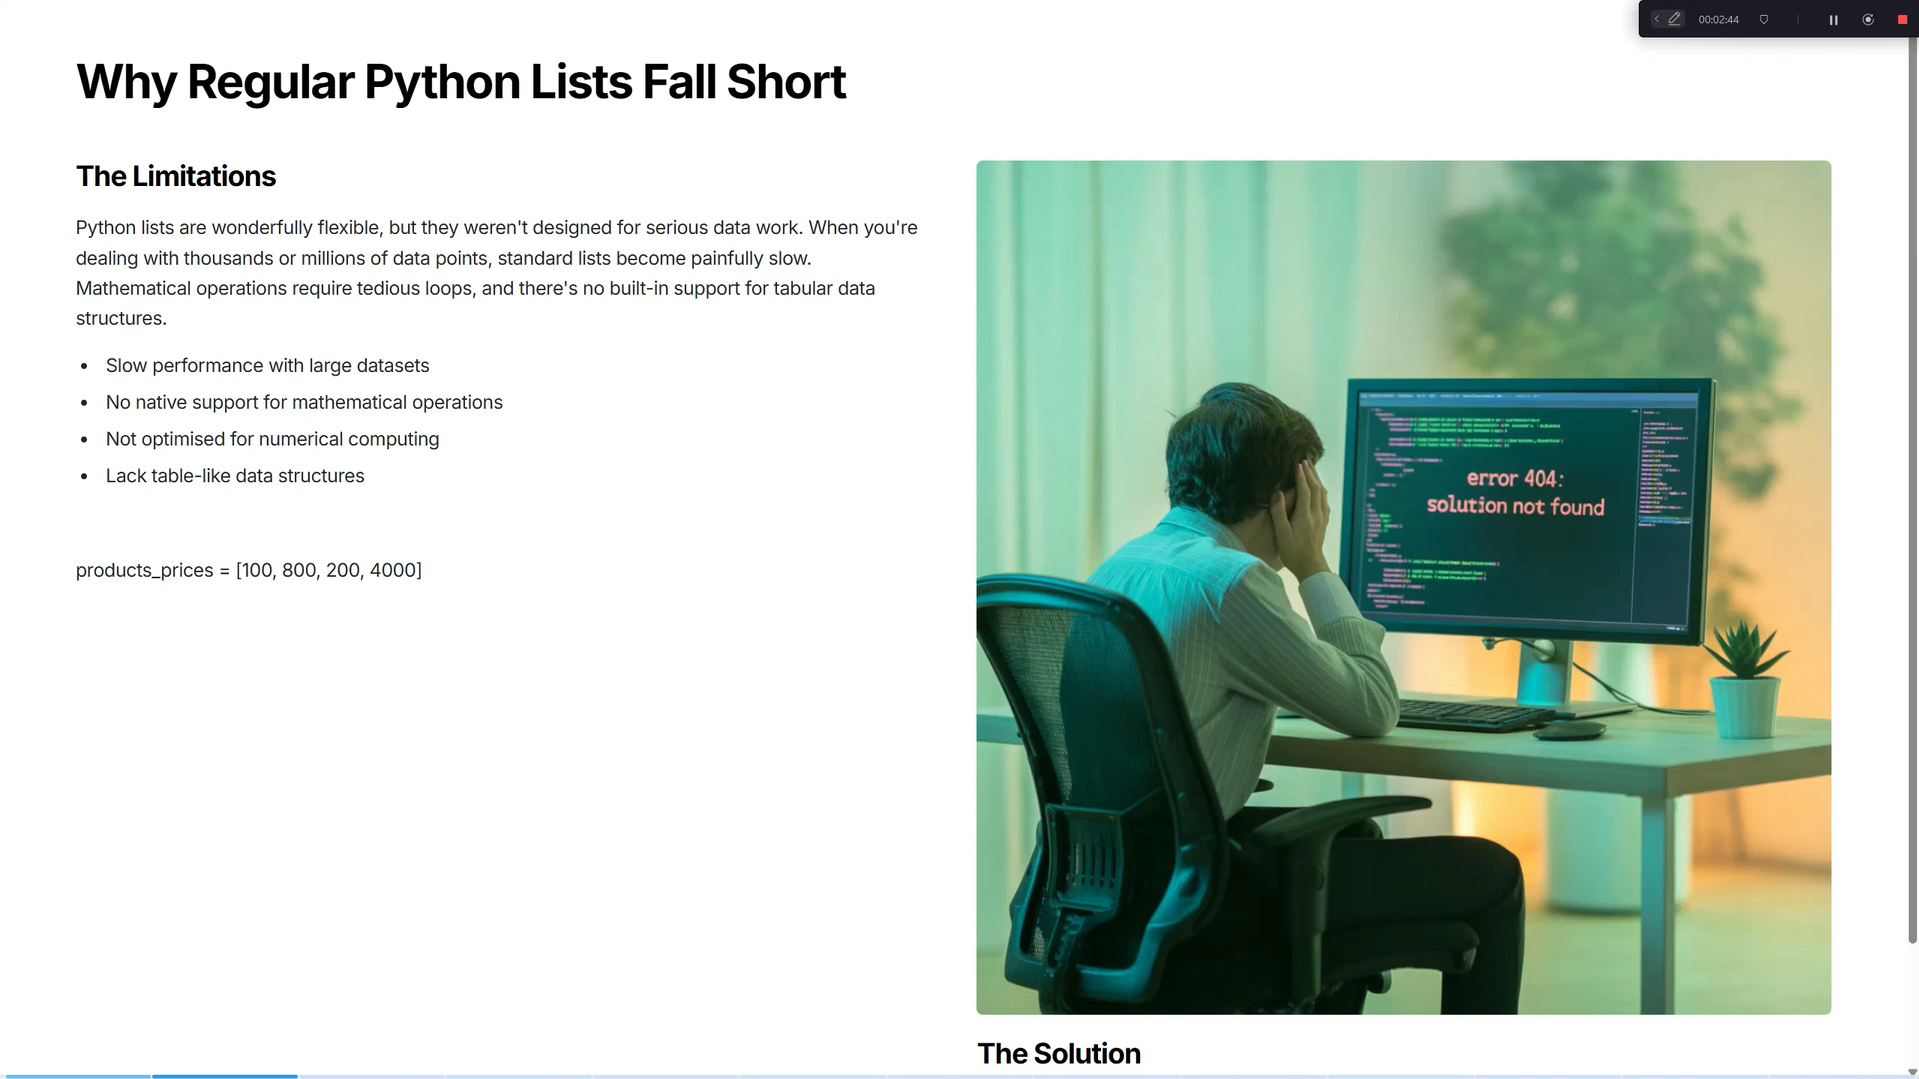 00:02:44
Why Regular Python Lists Fall Short
The Limitations
Python lists are wonderfully flexible, but they weren't designed for serious data work. When you're
dealing with thousands or millions of data points, standard lists become painfully slow.
Mathematical operations require tedious loops, and there's no built-in support for tabular data
structures.
• Slow performance with large datasets
• No native support for mathematical operations
• Not optimised for numerical computing
• Lack table-like data structures
products_prices = [100, 800, 200, 4000]
error 404:
solution not found
The Solution